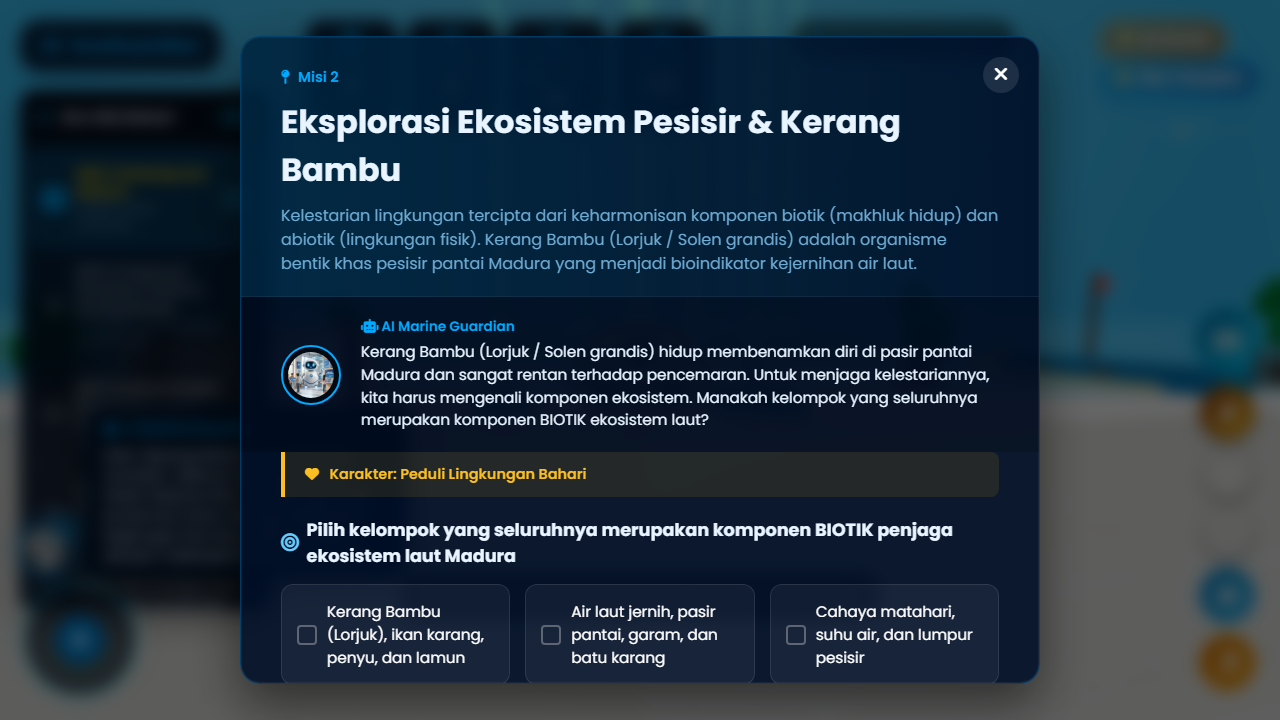 Misi 2
Eksplorasi Ekosistem Pesisir & Kerang
Bambu
Kelestarian lingkungan tercipta dari keharmonisan komponen biotik (makhluk hidup) dan
abiotik (lingkungan fisik). Kerang Bambu (Lorjuk / Solen grandis) adalah organisme
bentik khas pesisir pantai Madura yang menjadi bioindikator kejernihan air laut.
AI Marine Guardian
Kerang Bambu (Lorjuk / Solen grandis) hidup membenamkan diri di pasir pantai
Madura dan sangat rentan terhadap pencemaran. Untuk menjaga kelestariannya,
kita harus mengenali komponen ekosistem. Manakah kelompok yang seluruhnya
merupakan komponen BIOTIK ekosistem laut?
Karakter: Peduli Lingkungan Bahari
Pilih kelompok yang seluruhnya merupakan komponen BIOTIK penjaga
ekosistem laut Madura
Kerang Bambu
(Lorjuk), ikan karang,
penyu, dan lamun
Air laut jernih, pasir
pantai, garam, dan
batu karang
Cahaya matahari,
suhu air, dan lumpur
pesisir